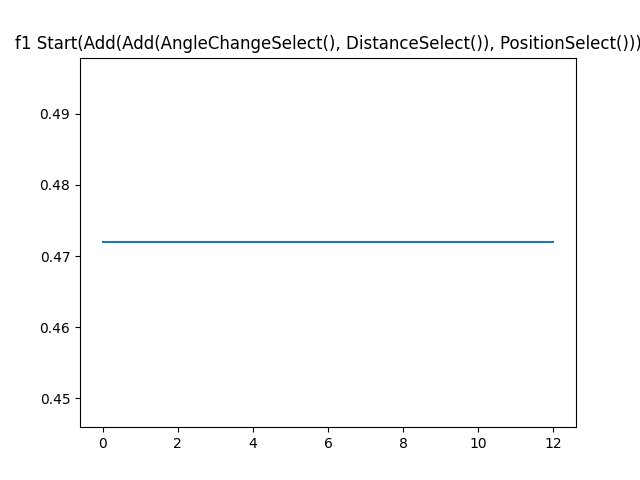 f1 Start(Add(Add(AngleChangeSelect(), DistanceSelect()), PositionSelect()))
0.49
0.48
0.47
0.46
0.45
0 2 4 6 8 10 12